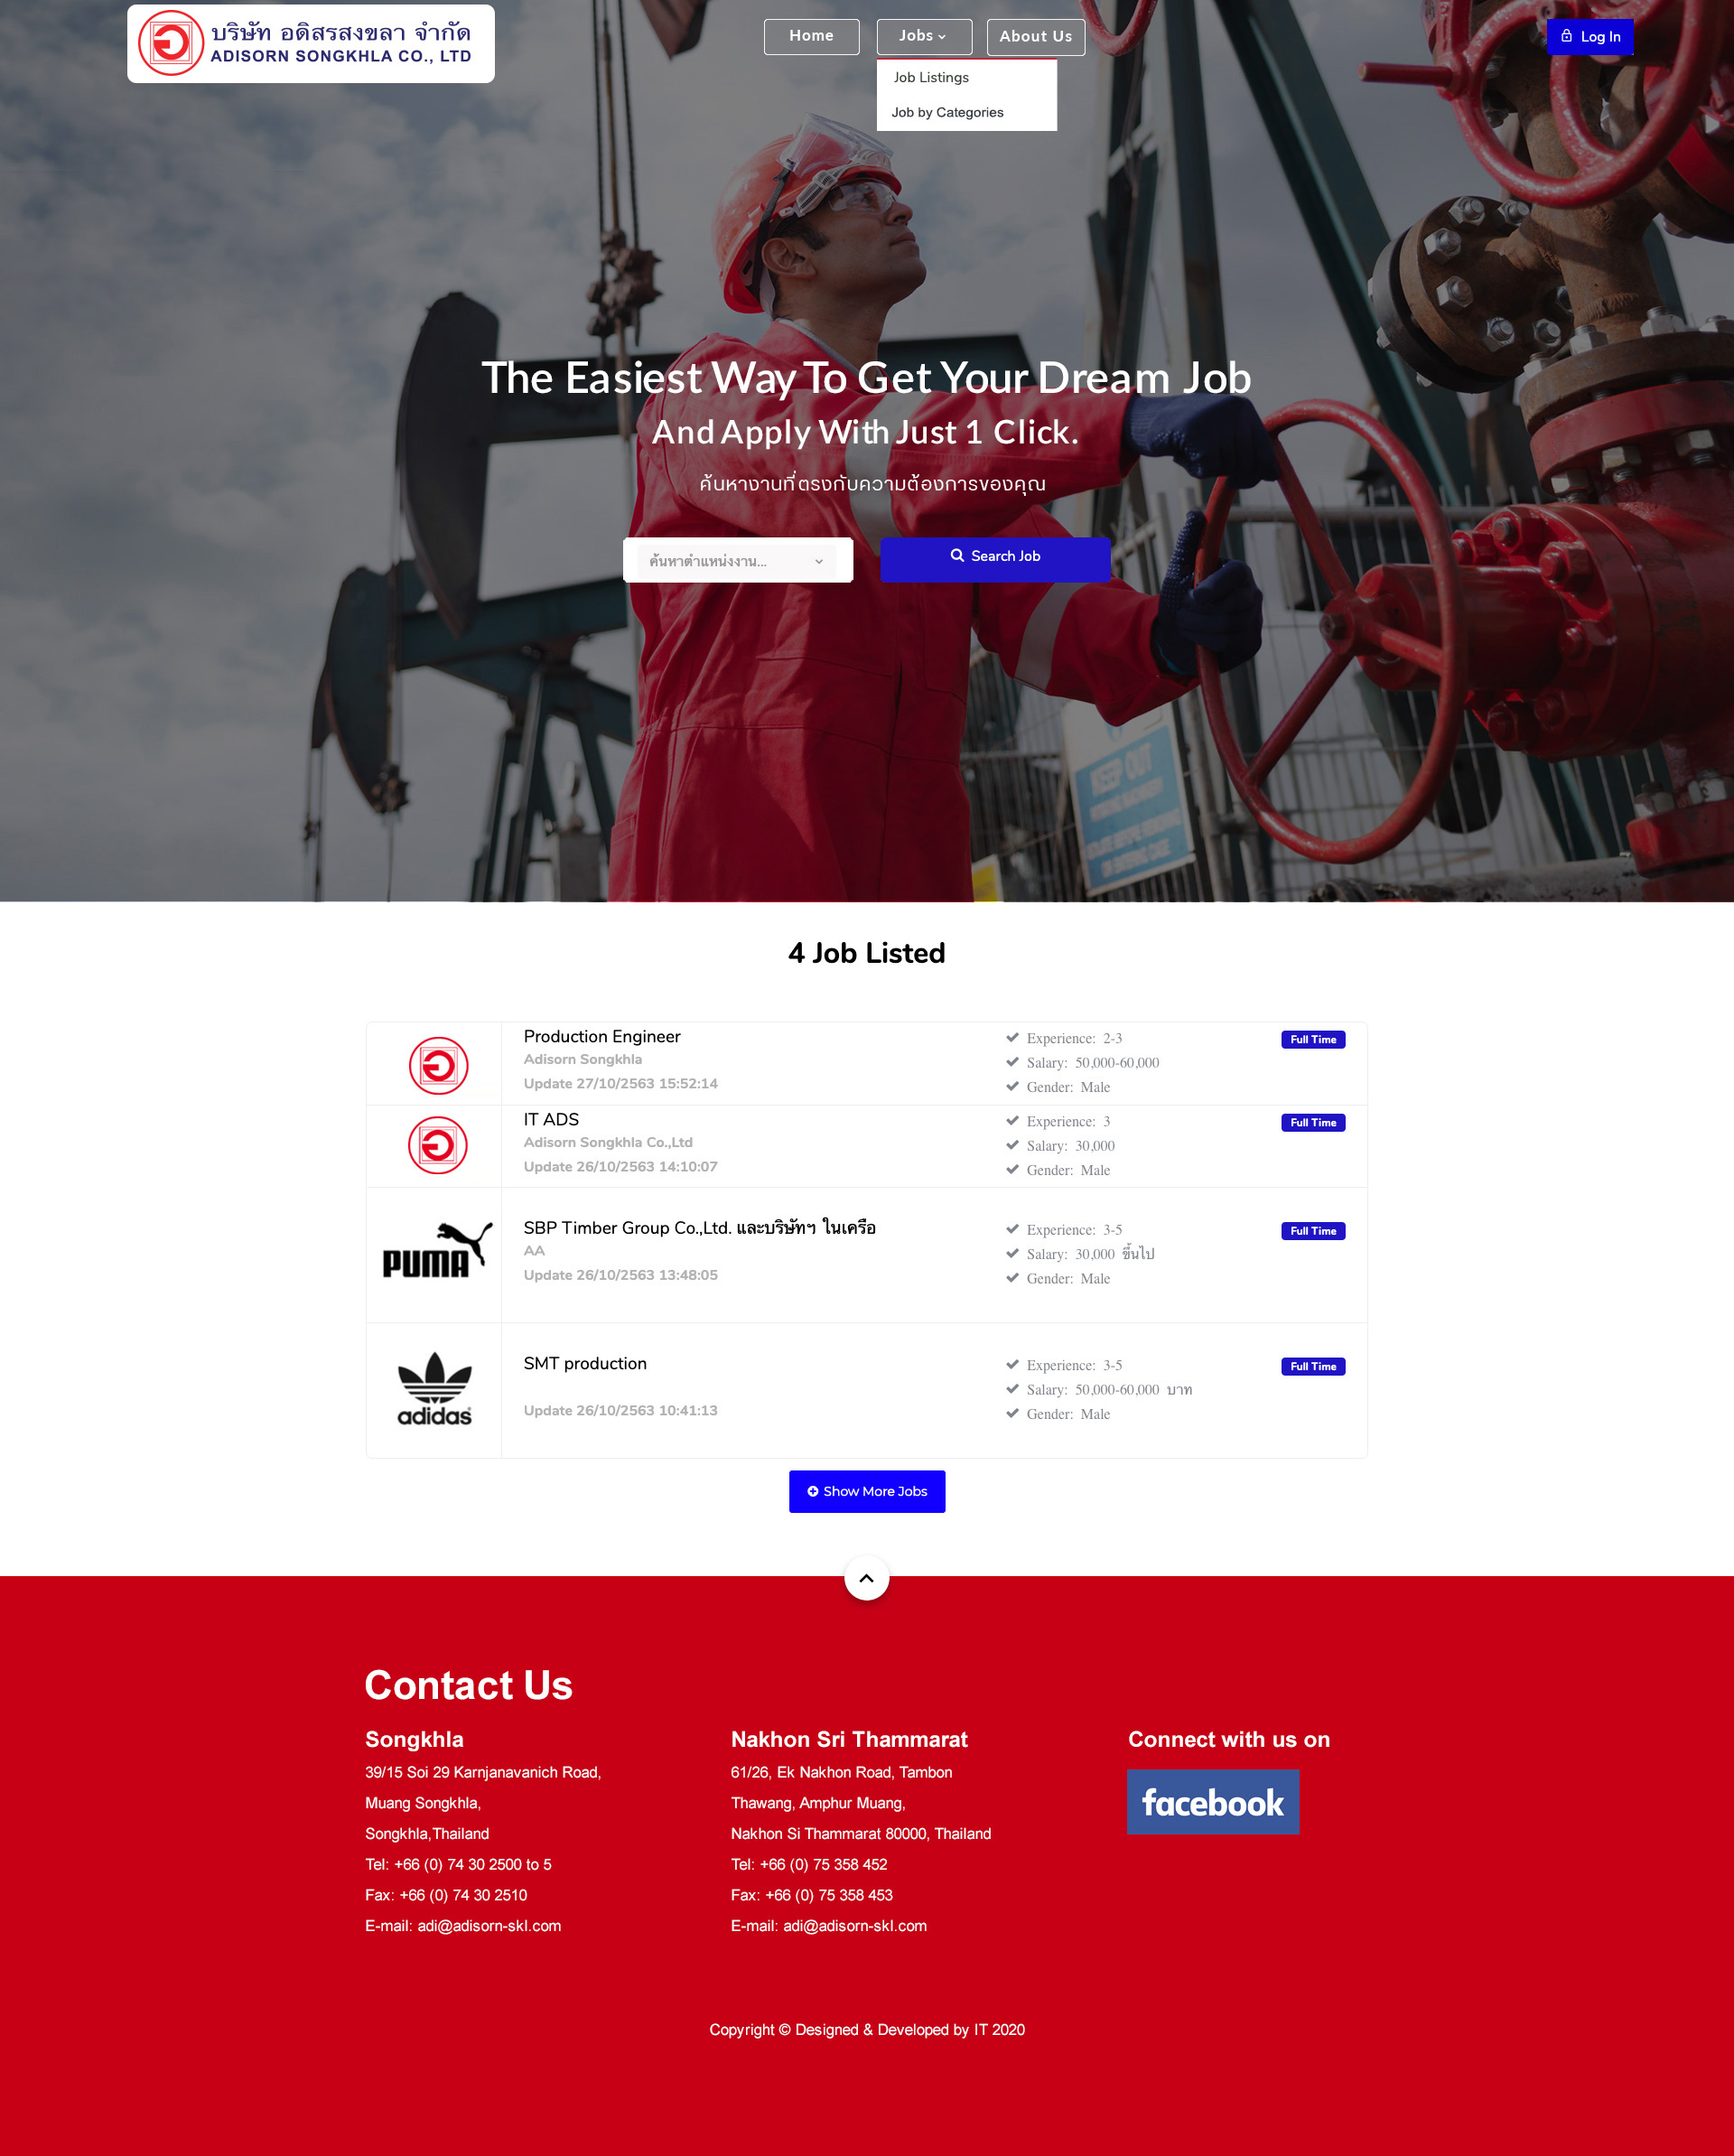 บริษัท อดิสรสงขลา จำกัด
ADISORN SONGKHLA CO., LTD
Home
Jobs
About Us
Log In
Job Listings
Job by Categories
The Easiest Way To Get Your Dream Job
And Apply With Just 1 Click.
ค้นหางานที่ตรงกับความต้องการของคุณ
ค้นหาตำแหน่งงาน...
Search Job
KEEP OUT
4 Job Listed
Production Engineer
Adisorn Songkhla
Update 27/10/2563 15:52:14
Experience: 2-3
Salary: 50,000-60,000
Gender: Male
Full Time
IT ADS
Adisorn Songkhla Co.,Ltd
Update 26/10/2563 14:10:07
Experience: 3
Salary: 30,000
Gender: Male
Full Time
PUMA
SBP Timber Group Co.,Ltd. และบริษัทฯ ในเครือ
AA
Update 26/10/2563 13:48:05
Experience: 3-5
Salary: 30,000 ขึ้นไป
Gender: Male
Full Time
adidas
SMT production
Update 26/10/2563 10:41:13
Experience: 3-5
Salary: 50,000-60,000 บาท
Gender: Male
Full Time
Show More Jobs
Contact Us
Songkhla
39/15 Soi 29 Karnjanavanich Road,
Muang Songkhla,
Songkhla,Thailand
Tel: +66 (0) 74 30 2500 to 5
Fax: +66 (0) 74 30 2510
E-mail: adi@adisorn-skl.com
Nakhon Sri Thammarat
61/26, Ek Nakhon Road, Tambon
Thawang, Amphur Muang,
Nakhon Si Thammarat 80000, Thailand
Tel: +66 (0) 75 358 452
Fax: +66 (0) 75 358 453
E-mail: adi@adisorn-skl.com
Connect with us on
facebook
Copyright © Designed & Developed by IT 2020